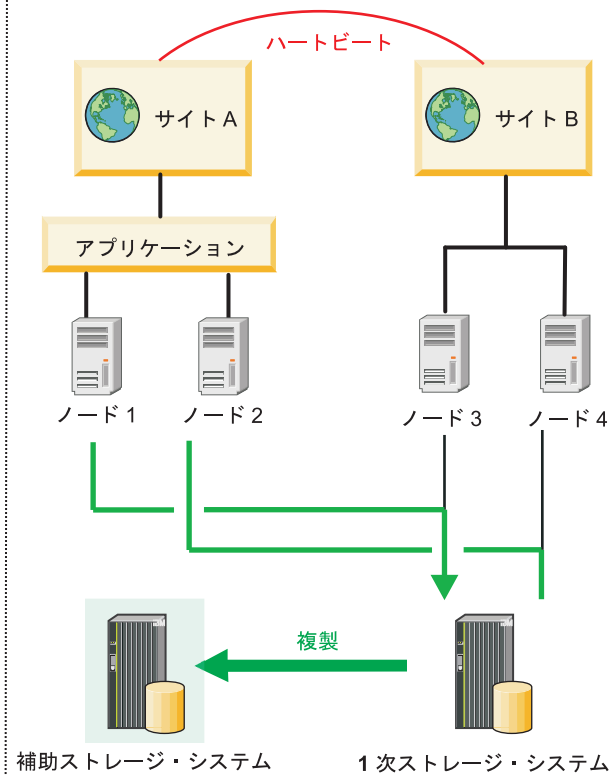 ハートビート
サイト A
サイト B
アプリケーション
ノード 1
ノード 2
ノード 3
ノード 4
複製
補助ストレージ・システム
1 次ストレージ・システム